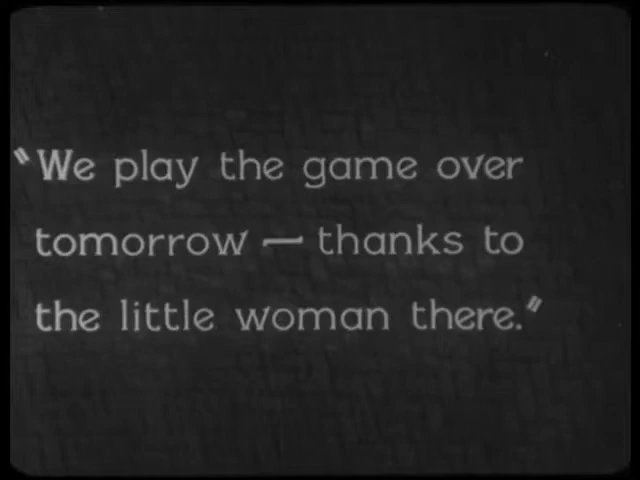 "We play the game over
tomorrow — thanks to
the little woman there."